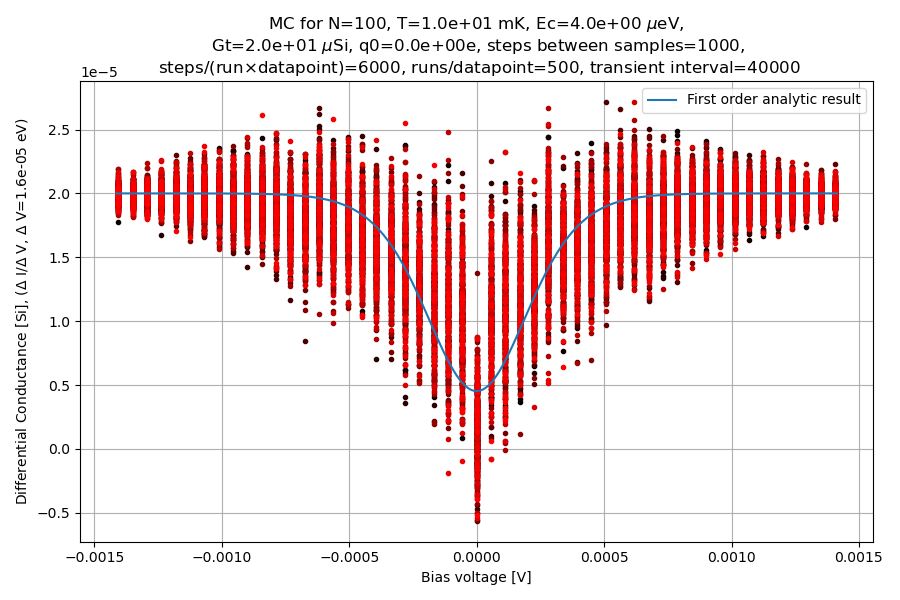 MC for N=100, T=1.0e+01 mK, Ec=4.0e+00 μeV,
Gt=2.0e+01 μSi, q0=0.0e+00e, steps between samples=1000,
steps/(run×datapoint)=6000, runs/datapoint=500, transient interval=40000
1e−5
First order analytic result
2.5
2.0
1.5
1.0
0.5
0.0
−0.5
Differential Conductance [Si], (Δ I/Δ V, Δ V=1.6e-05 eV)
−0.0015 −0.0010 −0.0005 0.0000 0.0005 0.0010 0.0015
Bias voltage [V]